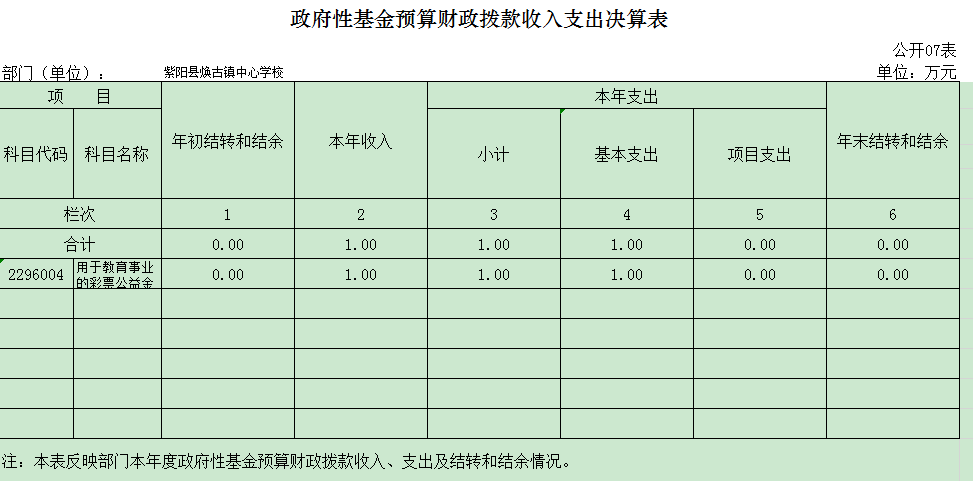 政府性基金预算财政拨款收入支出决算表
公开07表
部门（单位）： 紫阳县焕古镇中心学校 单位：万元
项 目 年初结转和结余 本年收入 本年支出 年末结转和结余
科目代码 科目名称 小计 基本支出 项目支出
栏次 1 2 3 4 5 6
合计 0.00 1.00 1.00 1.00 0.00 0.00
2296004 用于教育事业 0.00 1.00 1.00 1.00 0.00 0.00
的彩票公益金
注：本表反映部门本年度政府性基金预算财政拨款收入、支出及结转和结余情况。